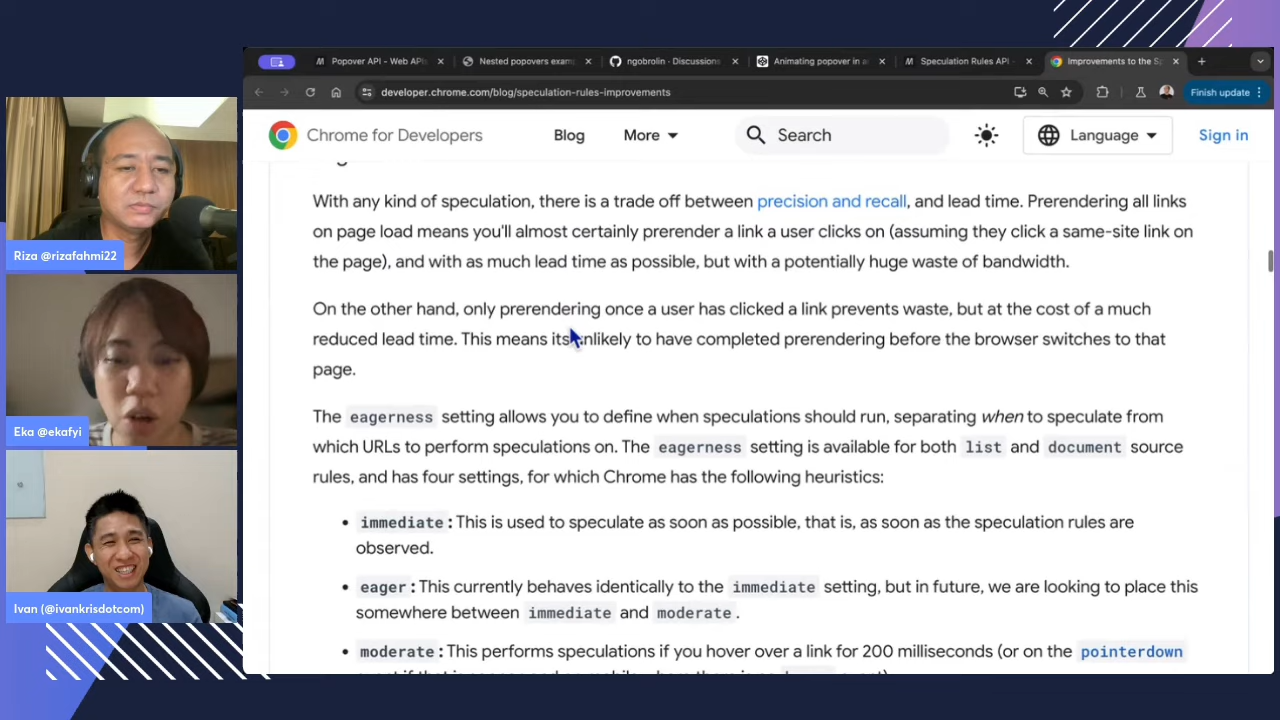 Popover API - Web APIs
Nested popovers exam
ngobrolin · Discussions
Animating popover in a
Speculation Rules API
Improvements to the S
developer.chrome.com/blog/speculation-rules-improvements
Finish update
Chrome for Developers
Blog
More
Search
Language
Sign in
With any kind of speculation, there is a trade off between precision and recall, and lead time. Prerendering all links
on page load means you'll almost certainly prerender a link a user clicks on (assuming they click a same-site link on
the page), and with as much lead time as possible, but with a potentially huge waste of bandwidth.
On the other hand, only prerendering once a user has clicked a link prevents waste, but at the cost of a much
reduced lead time. This means its unlikely to have completed prerendering before the browser switches to that
page.
The eagerness setting allows you to define when speculations should run, separating when to speculate from
which URLs to perform speculations on. The eagerness setting is available for both list and document source
rules, and has four settings, for which Chrome has the following heuristics:
• immediate: This is used to speculate as soon as possible, that is, as soon as the speculation rules are
observed.
• eager: This currently behaves identically to the immediate setting, but in future, we are looking to place this
somewhere between immediate and moderate.
• moderate: This performs speculations if you hover over a link for 200 milliseconds (or on the pointerdown
Riza @rizafahmi22
Eka @ekafyi
Ivan (@ivankrisdotcom)